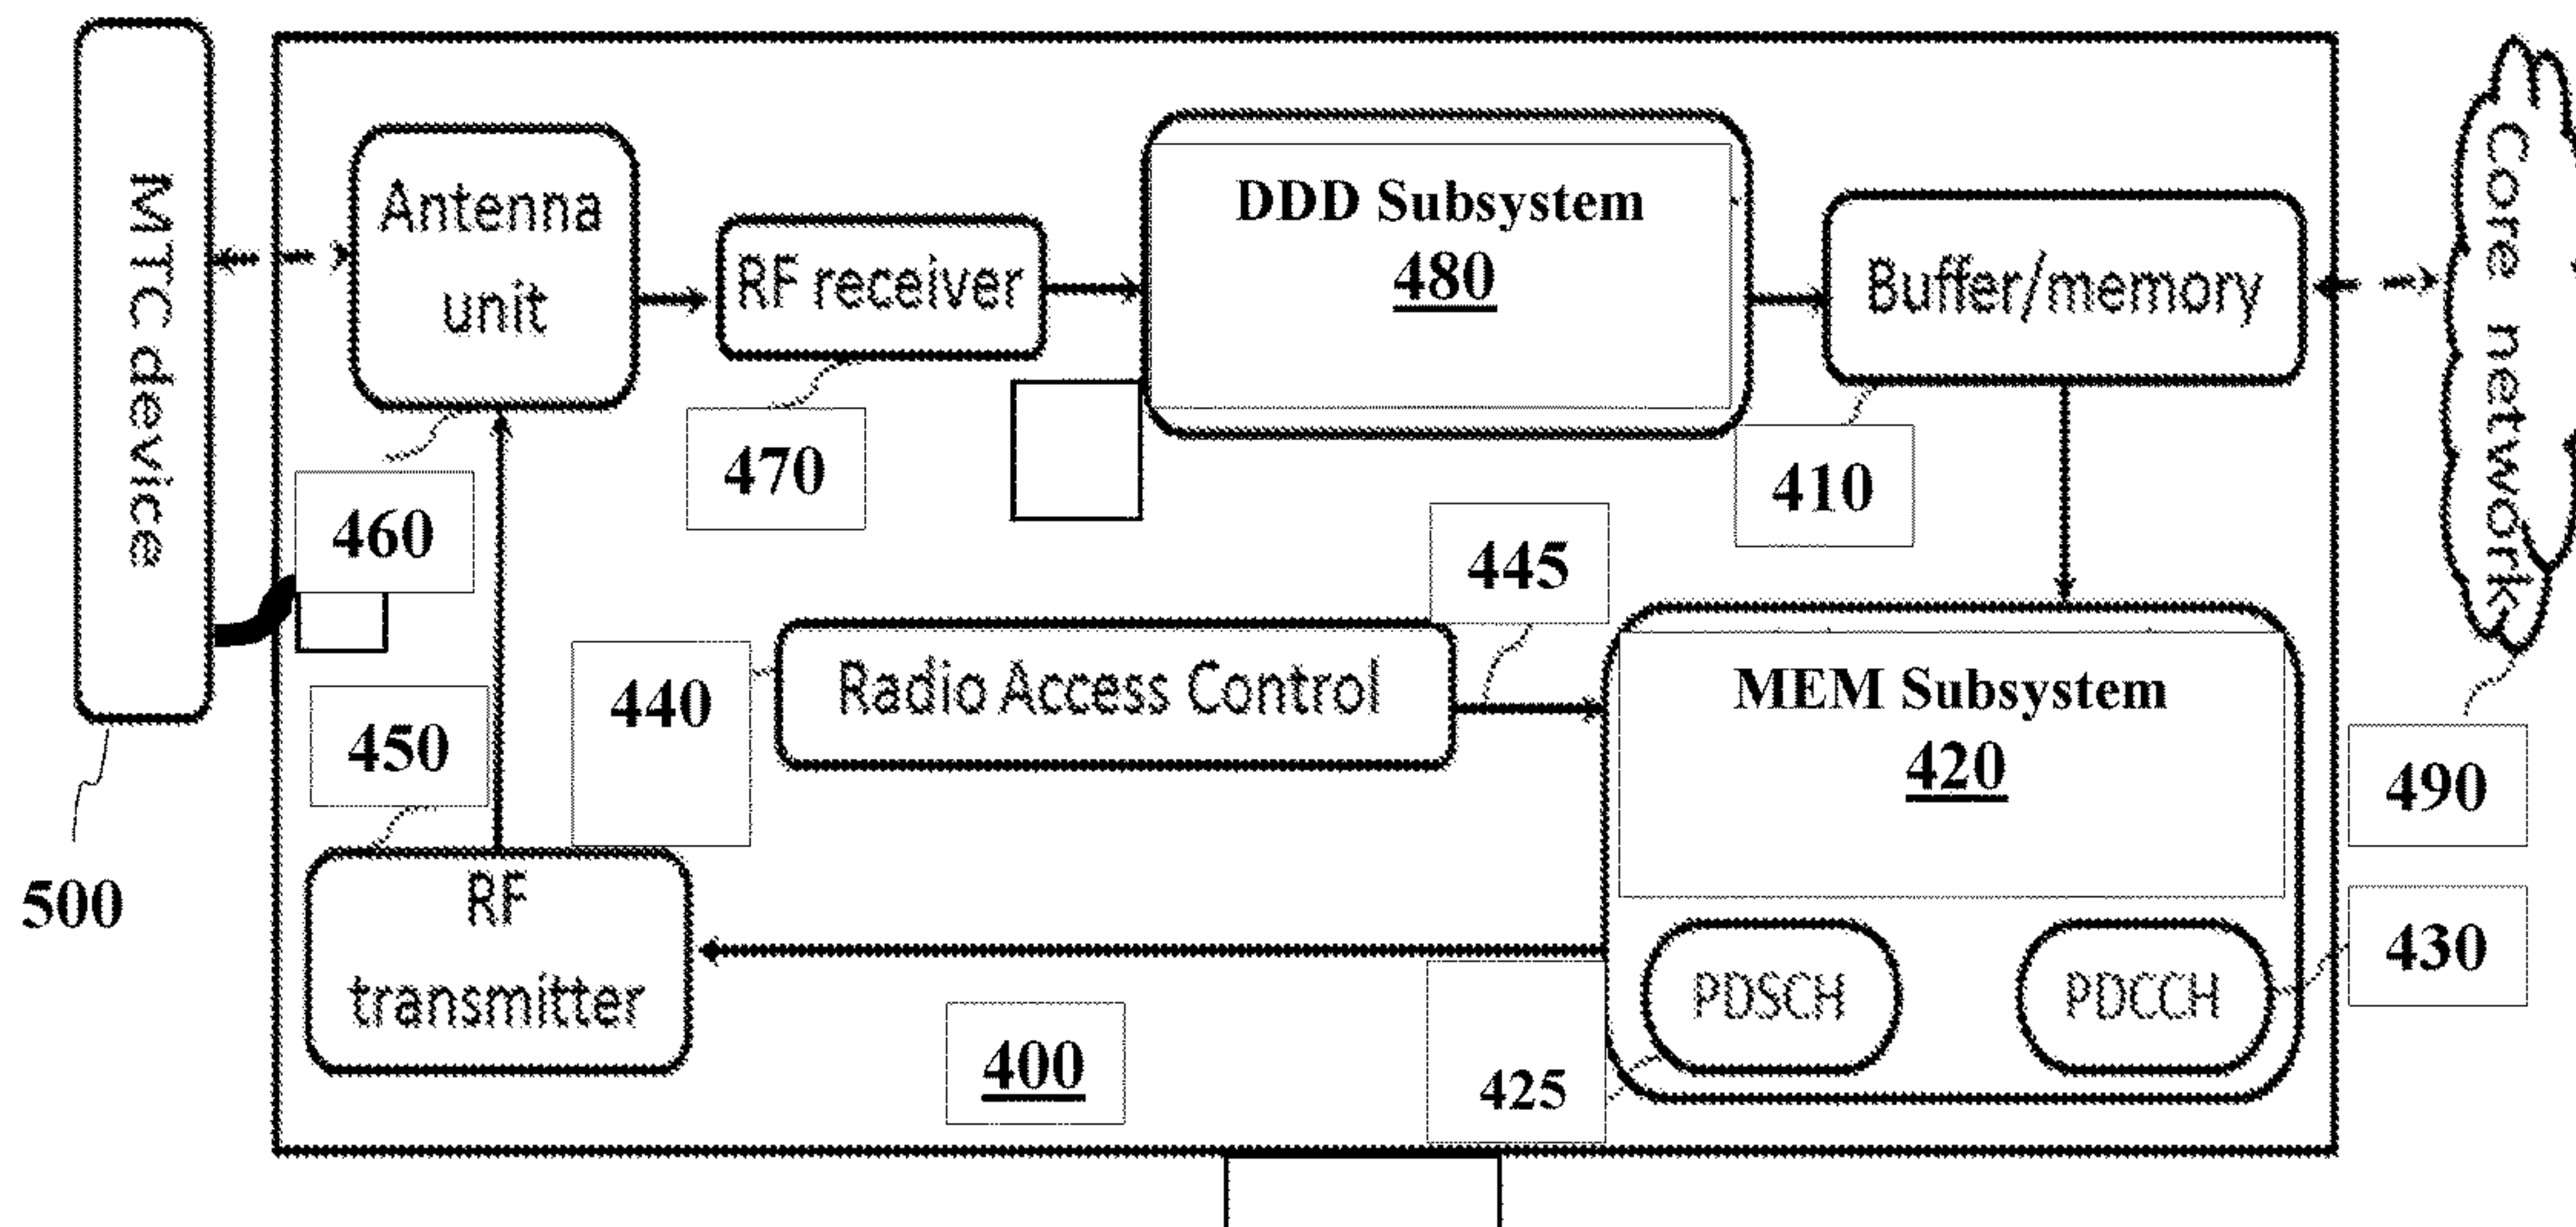 MTC device
Antenna
unit
RF receiver
DDD Subsystem
480
Buffer/memory
Core network
460
470
410
445
440
Radio Access Control
MEM Subsystem
420
450
490
500
RF
transmitter
400
425
PDSCH
PDCCH
430